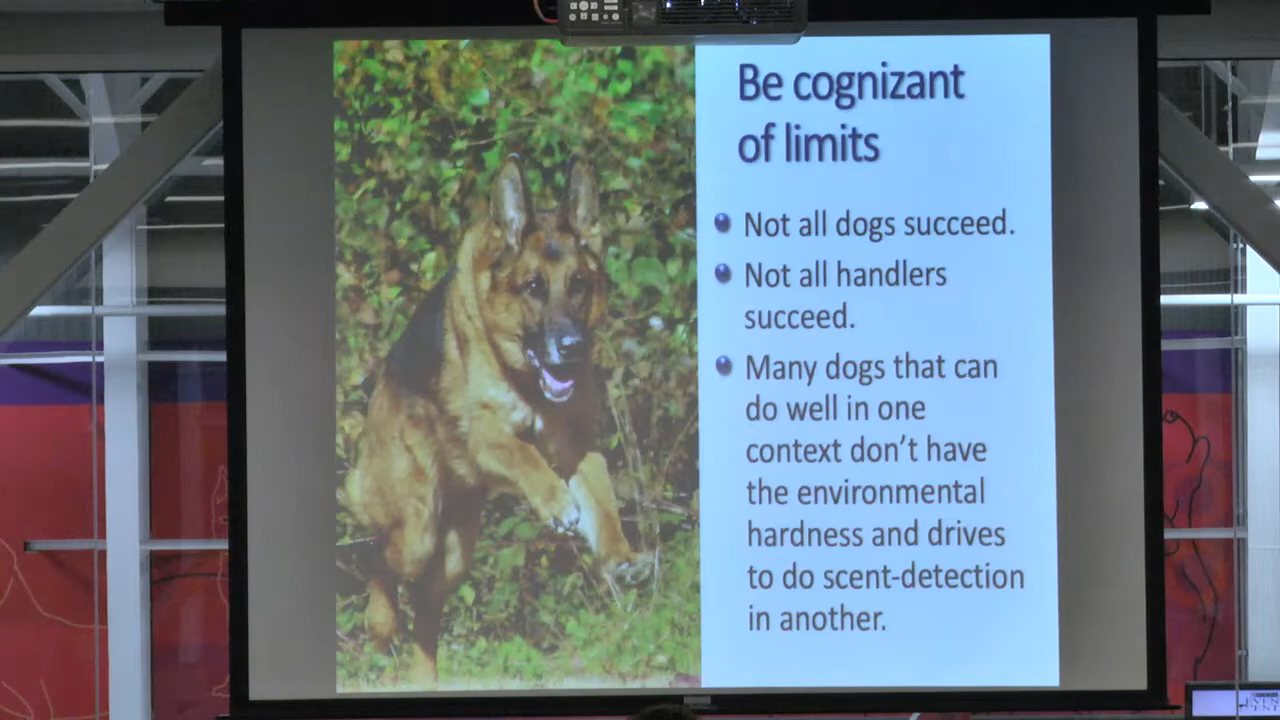 Be cognizant
of limits
Not all dogs succeed.
Not all handlers
succeed.
Many dogs that can
do well in one
context don't have
the environmental
hardness and drives
to do scent-detection
in another.